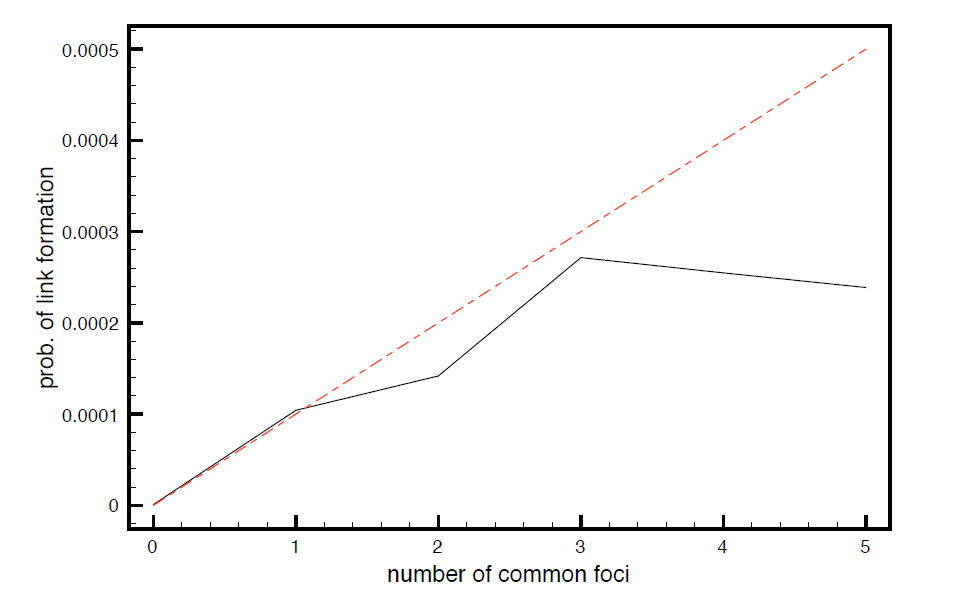 0.0005
0.0004
0.0003
0.0002
0.0001
0
prob. of link formation
0 1 2 3 4 5
number of common foci